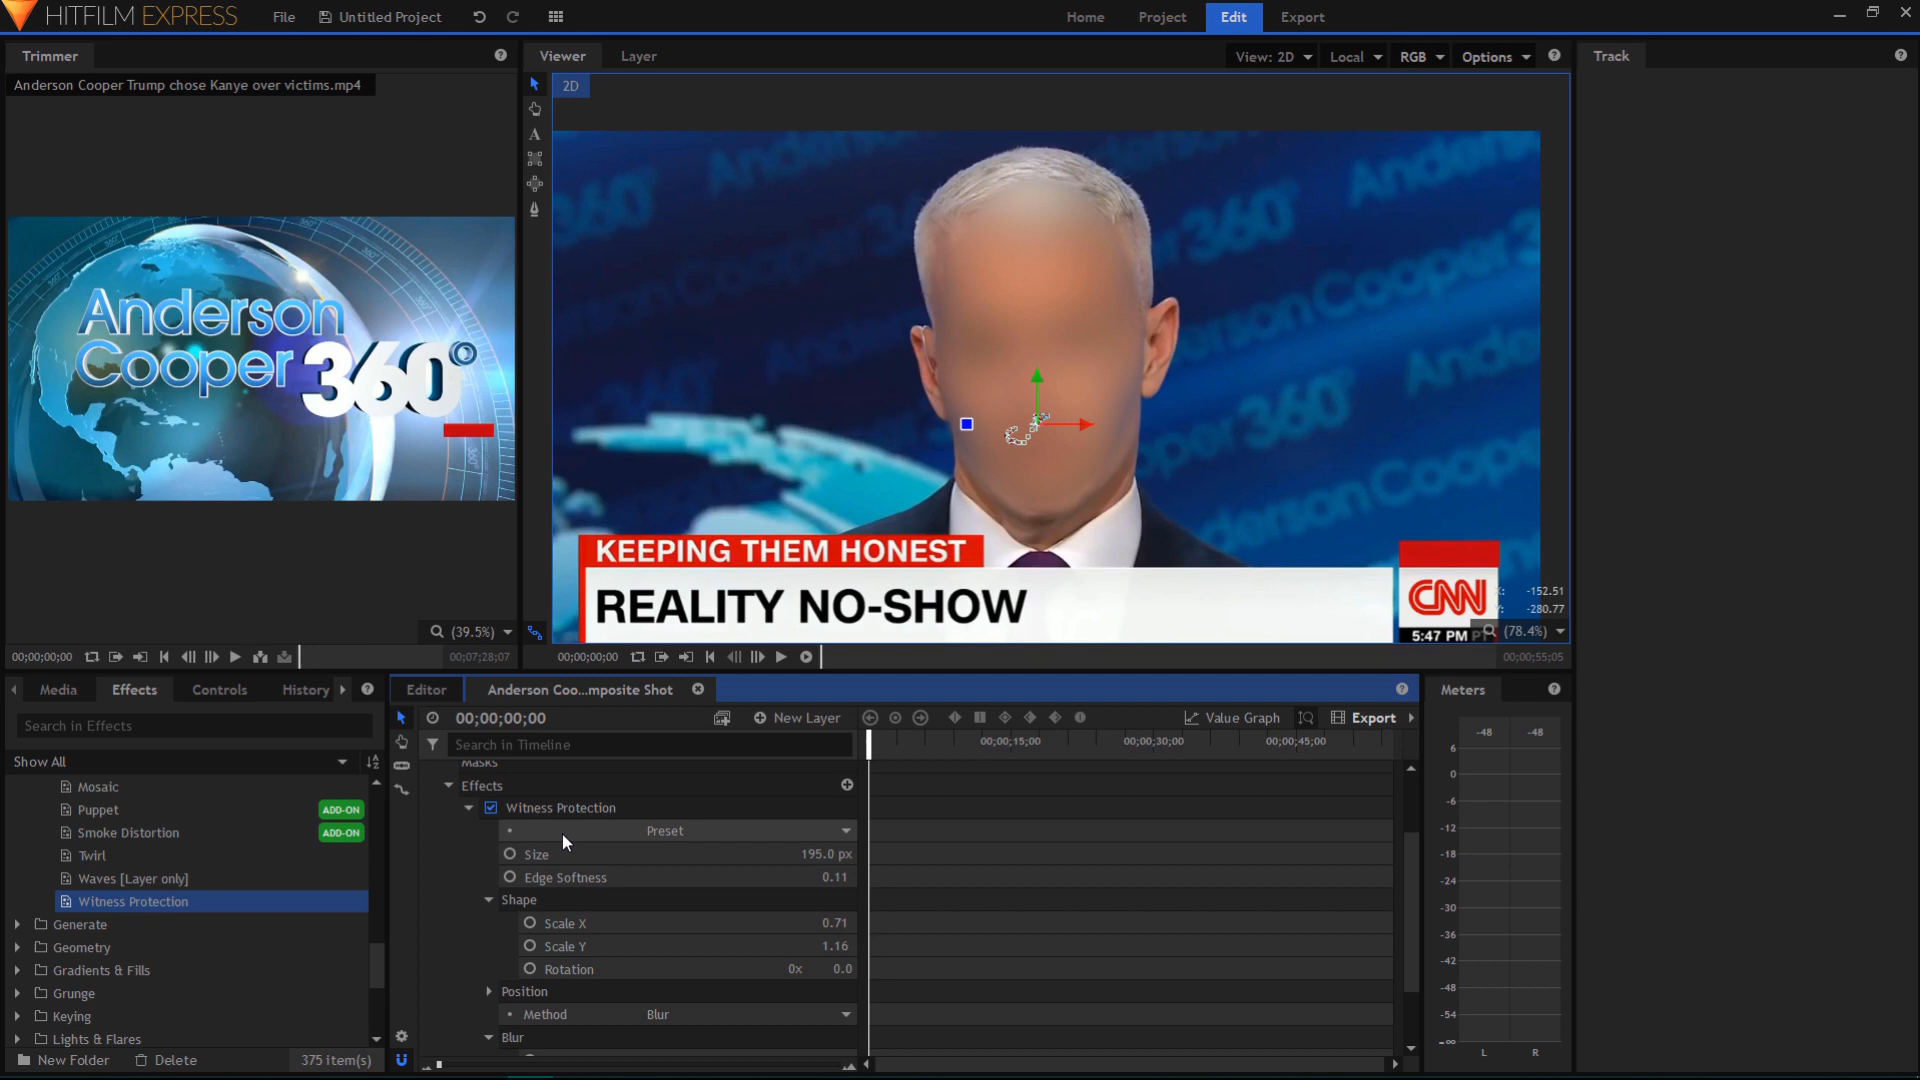 HITFILM EXPRESS
File
Untitled Project
Home
Project
Edit
Export
Trimmer
Anderson Cooper Trump chose Kanye over victims.mp4
Anderson
Cooper 360°
(39.5%)
00;00;00;00
00;07;28;07
Viewer
Layer
View: 2D
Local
RGB
Options
2D
A
KEEPING THEM HONEST
REALITY NO-SHOW
CNN
5:47 PM PT
X: -152.51
Y: -280.77
(78.4%)
00;00;00;00
00;00;55;05
Track
Media
Effects
Controls
History
Search in Effects
Show All
Mosaic
Puppet
ADD-ON
Smoke Distortion
ADD-ON
Twirl
Waves [Layer only]
Witness Protection
Generate
Geometry
Gradients & Fills
Grunge
Keying
Lights & Flares
New Folder
Delete
375 item(s)
Editor
Anderson Coo...mposite Shot
00;00;00;00
New Layer
Value Graph
Export
Search in Timeline
00;00;15;00
00;00;30;00
00;00;45;00
Masks
Effects
Witness Protection
Preset
Size 195.0 px
Edge Softness 0.11
Shape
Scale X 0.71
Scale Y 1.16
Rotation 0x 0.0
Position
Method Blur
Blur
Meters
-48 -48
6
0
-6
-12
-18
-24
-30
-36
-42
-48
-54
-∞
L R